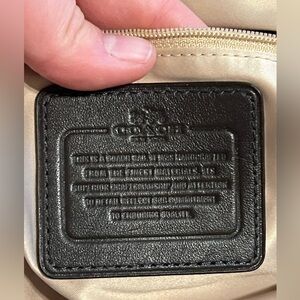 COACH
THIS IS A COACH BAG. IT WAS HANDCRAFTED
FROM THE FINEST MATERIALS. ITS
SUPERIOR CRAFTSMANSHIP AND ATTENTION
TO DETAIL REFLECT OUR COMMITMENT
TO ENDURING QUALITY.